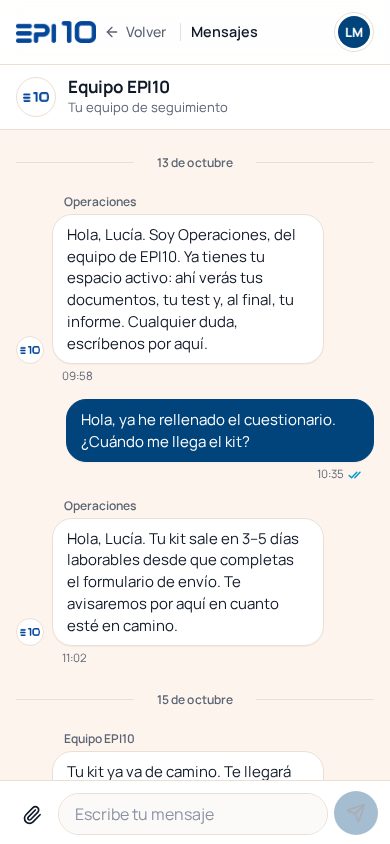 EPI10
Volver
Mensajes
LM
E10
Equipo EPI10
Tu equipo de seguimiento
13 de octubre
Operaciones
Hola, Lucía. Soy Operaciones, del
equipo de EPI10. Ya tienes tu
espacio activo: ahí verás tus
documentos, tu test y, al final, tu
informe. Cualquier duda,
escríbenos por aquí.
E10
09:58
Hola, ya he rellenado el cuestionario.
¿Cuándo me llega el kit?
10:35
Operaciones
Hola, Lucía. Tu kit sale en 3–5 días
laborables desde que completas
el formulario de envío. Te
avisaremos por aquí en cuanto
esté en camino.
E10
11:02
15 de octubre
Equipo EPI10
Tu kit ya va de camino. Te llegará
Escribe tu mensaje